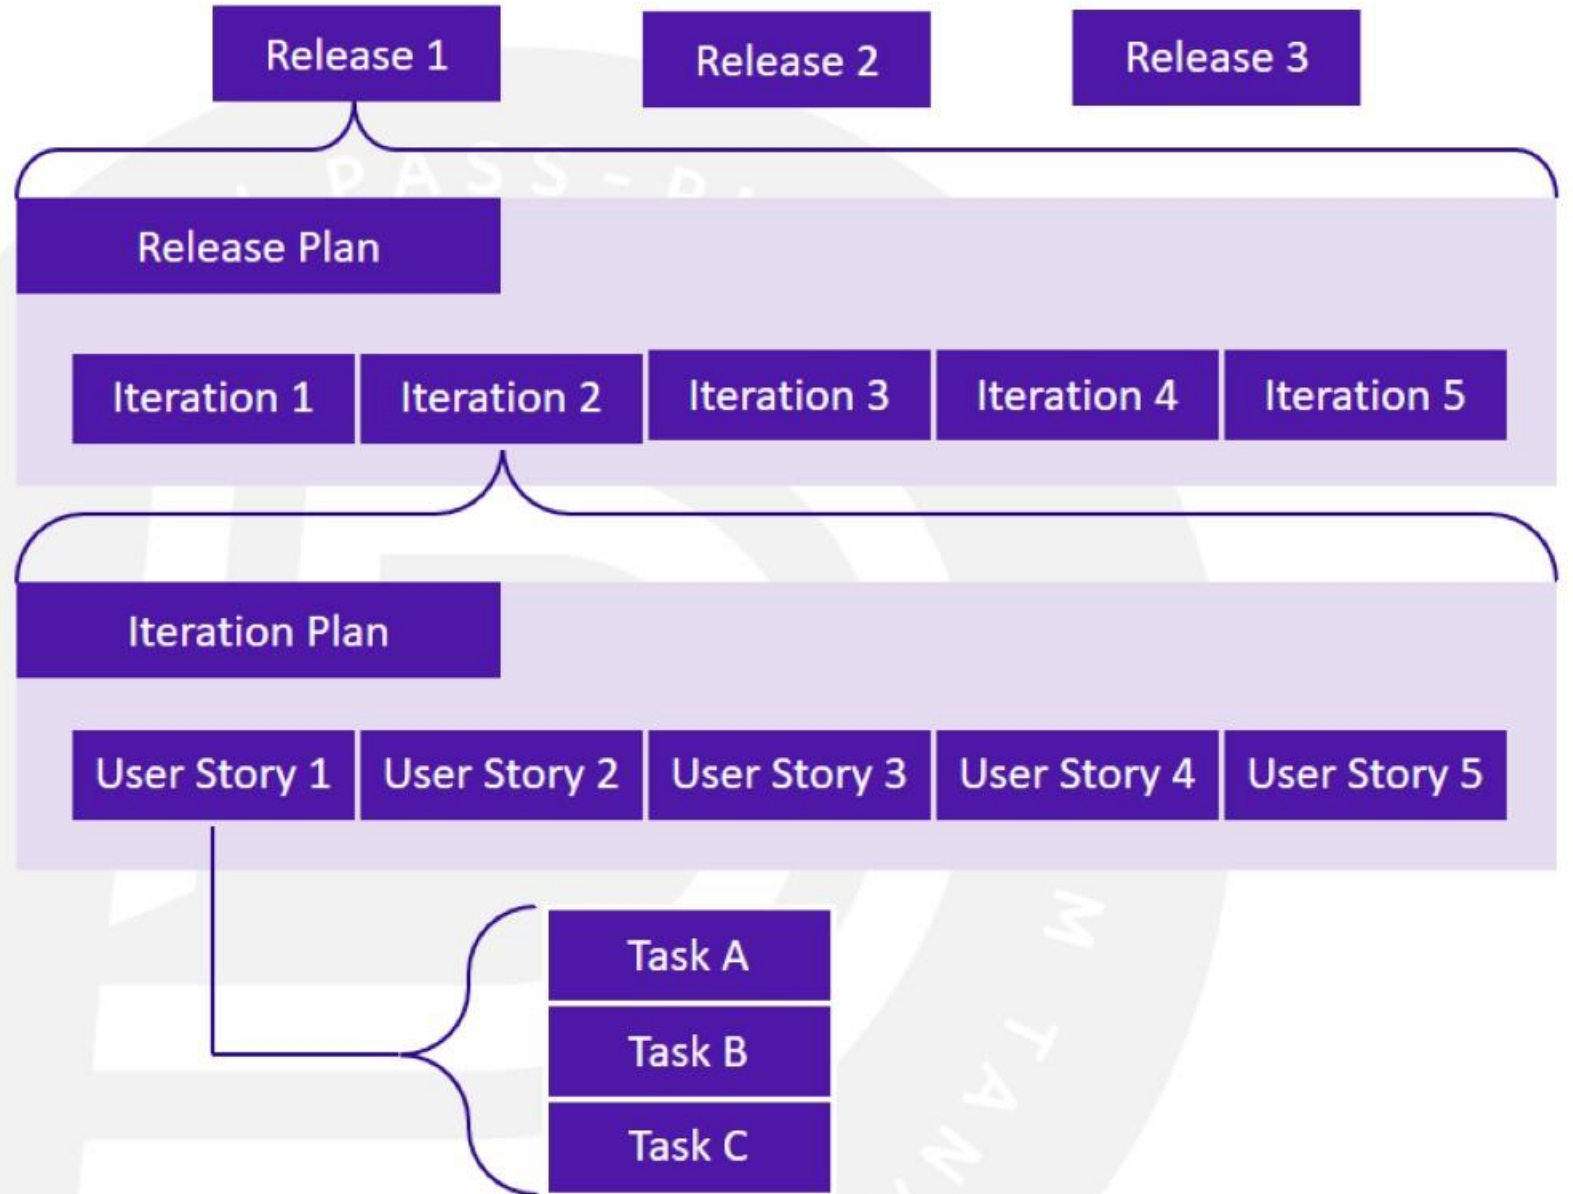 Release 1
Release 2
Release 3
PASS-
Release Plan
Iteration 1
Iteration 2
Iteration 3
Iteration 4
Iteration 5
Iteration Plan
User Story 1
User Story 2
User Story 3
User Story 4
User Story 5
Task A
Task B
Task C